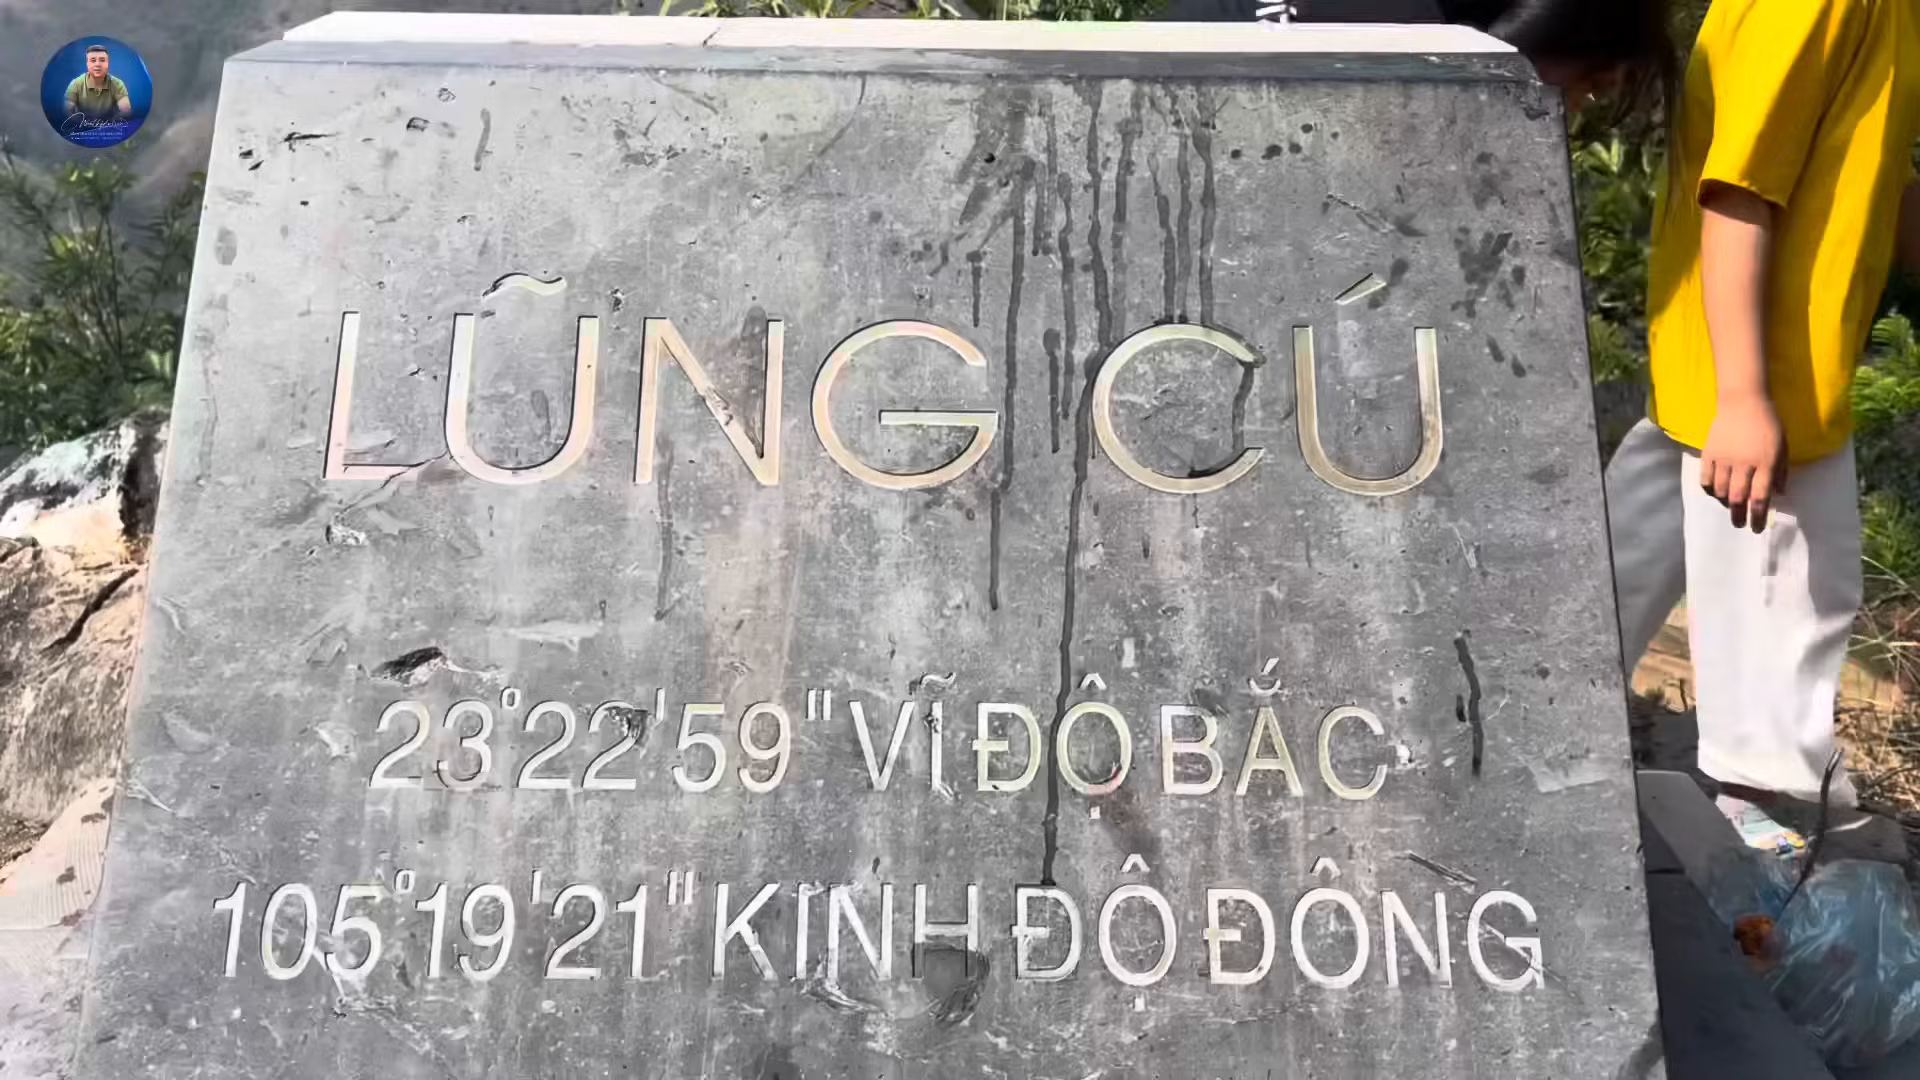 LŨNG CÚ
23°22'59" VĨ ĐỘ BẮC
105°19'21" KINH ĐỘ ĐÔNG